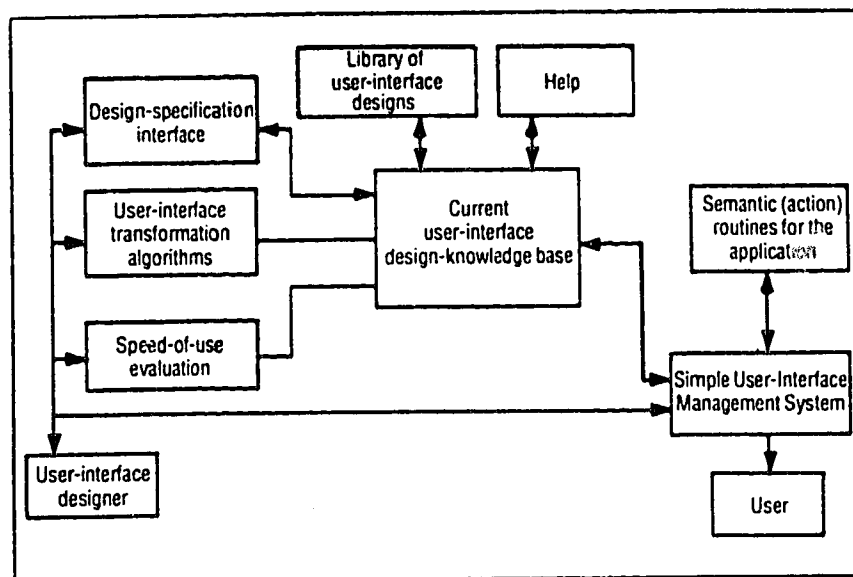 Library of
user-interface
designs
Help
Design-specification
interface
User-interface
transformation
algorithms
Current
user-interface
design-knowledge base
Semantic (action)
routines for the
application
Speed-of-use
evaluation
Simple User-Interface
Management System
User-interface
designer
User